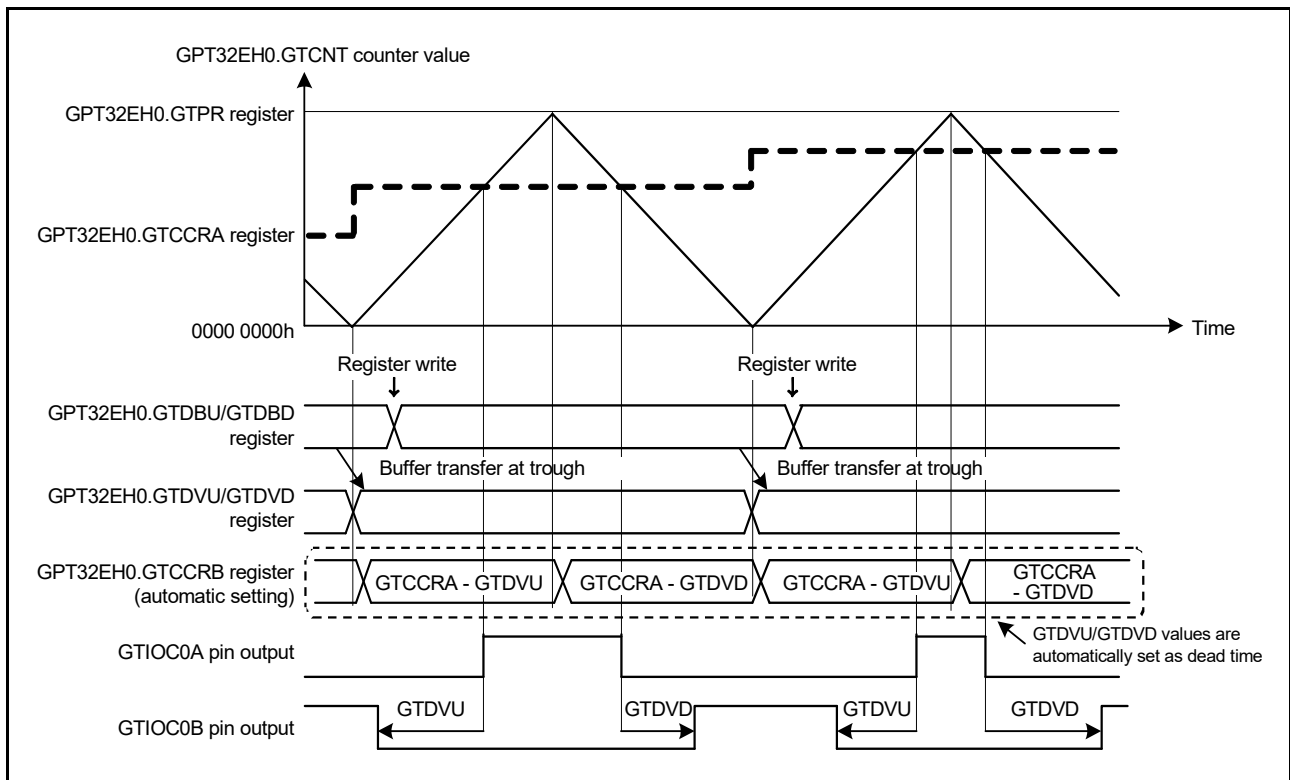 GPT32EH0.GTCNT counter value
GPT32EH0.GTPR register
GPT32EH0.GTCCRA register
0000 0000h
Time
Register write
Register write
GPT32EH0.GTDBU/GTDBD
register
Buffer transfer at trough
Buffer transfer at trough
GPT32EH0.GTDVU/GTDVD
register
GPT32EH0.GTCCRB register
(automatic setting)
GTCCRA - GTDVU
GTCCRA - GTDVD
GTCCRA - GTDVU
GTCCRA
- GTDVD
GTDVU/GTDVD values are
automatically set as dead time
GTIOC0A pin output
GTIOC0B pin output
GTDVU
GTDVD
GTDVU
GTDVD